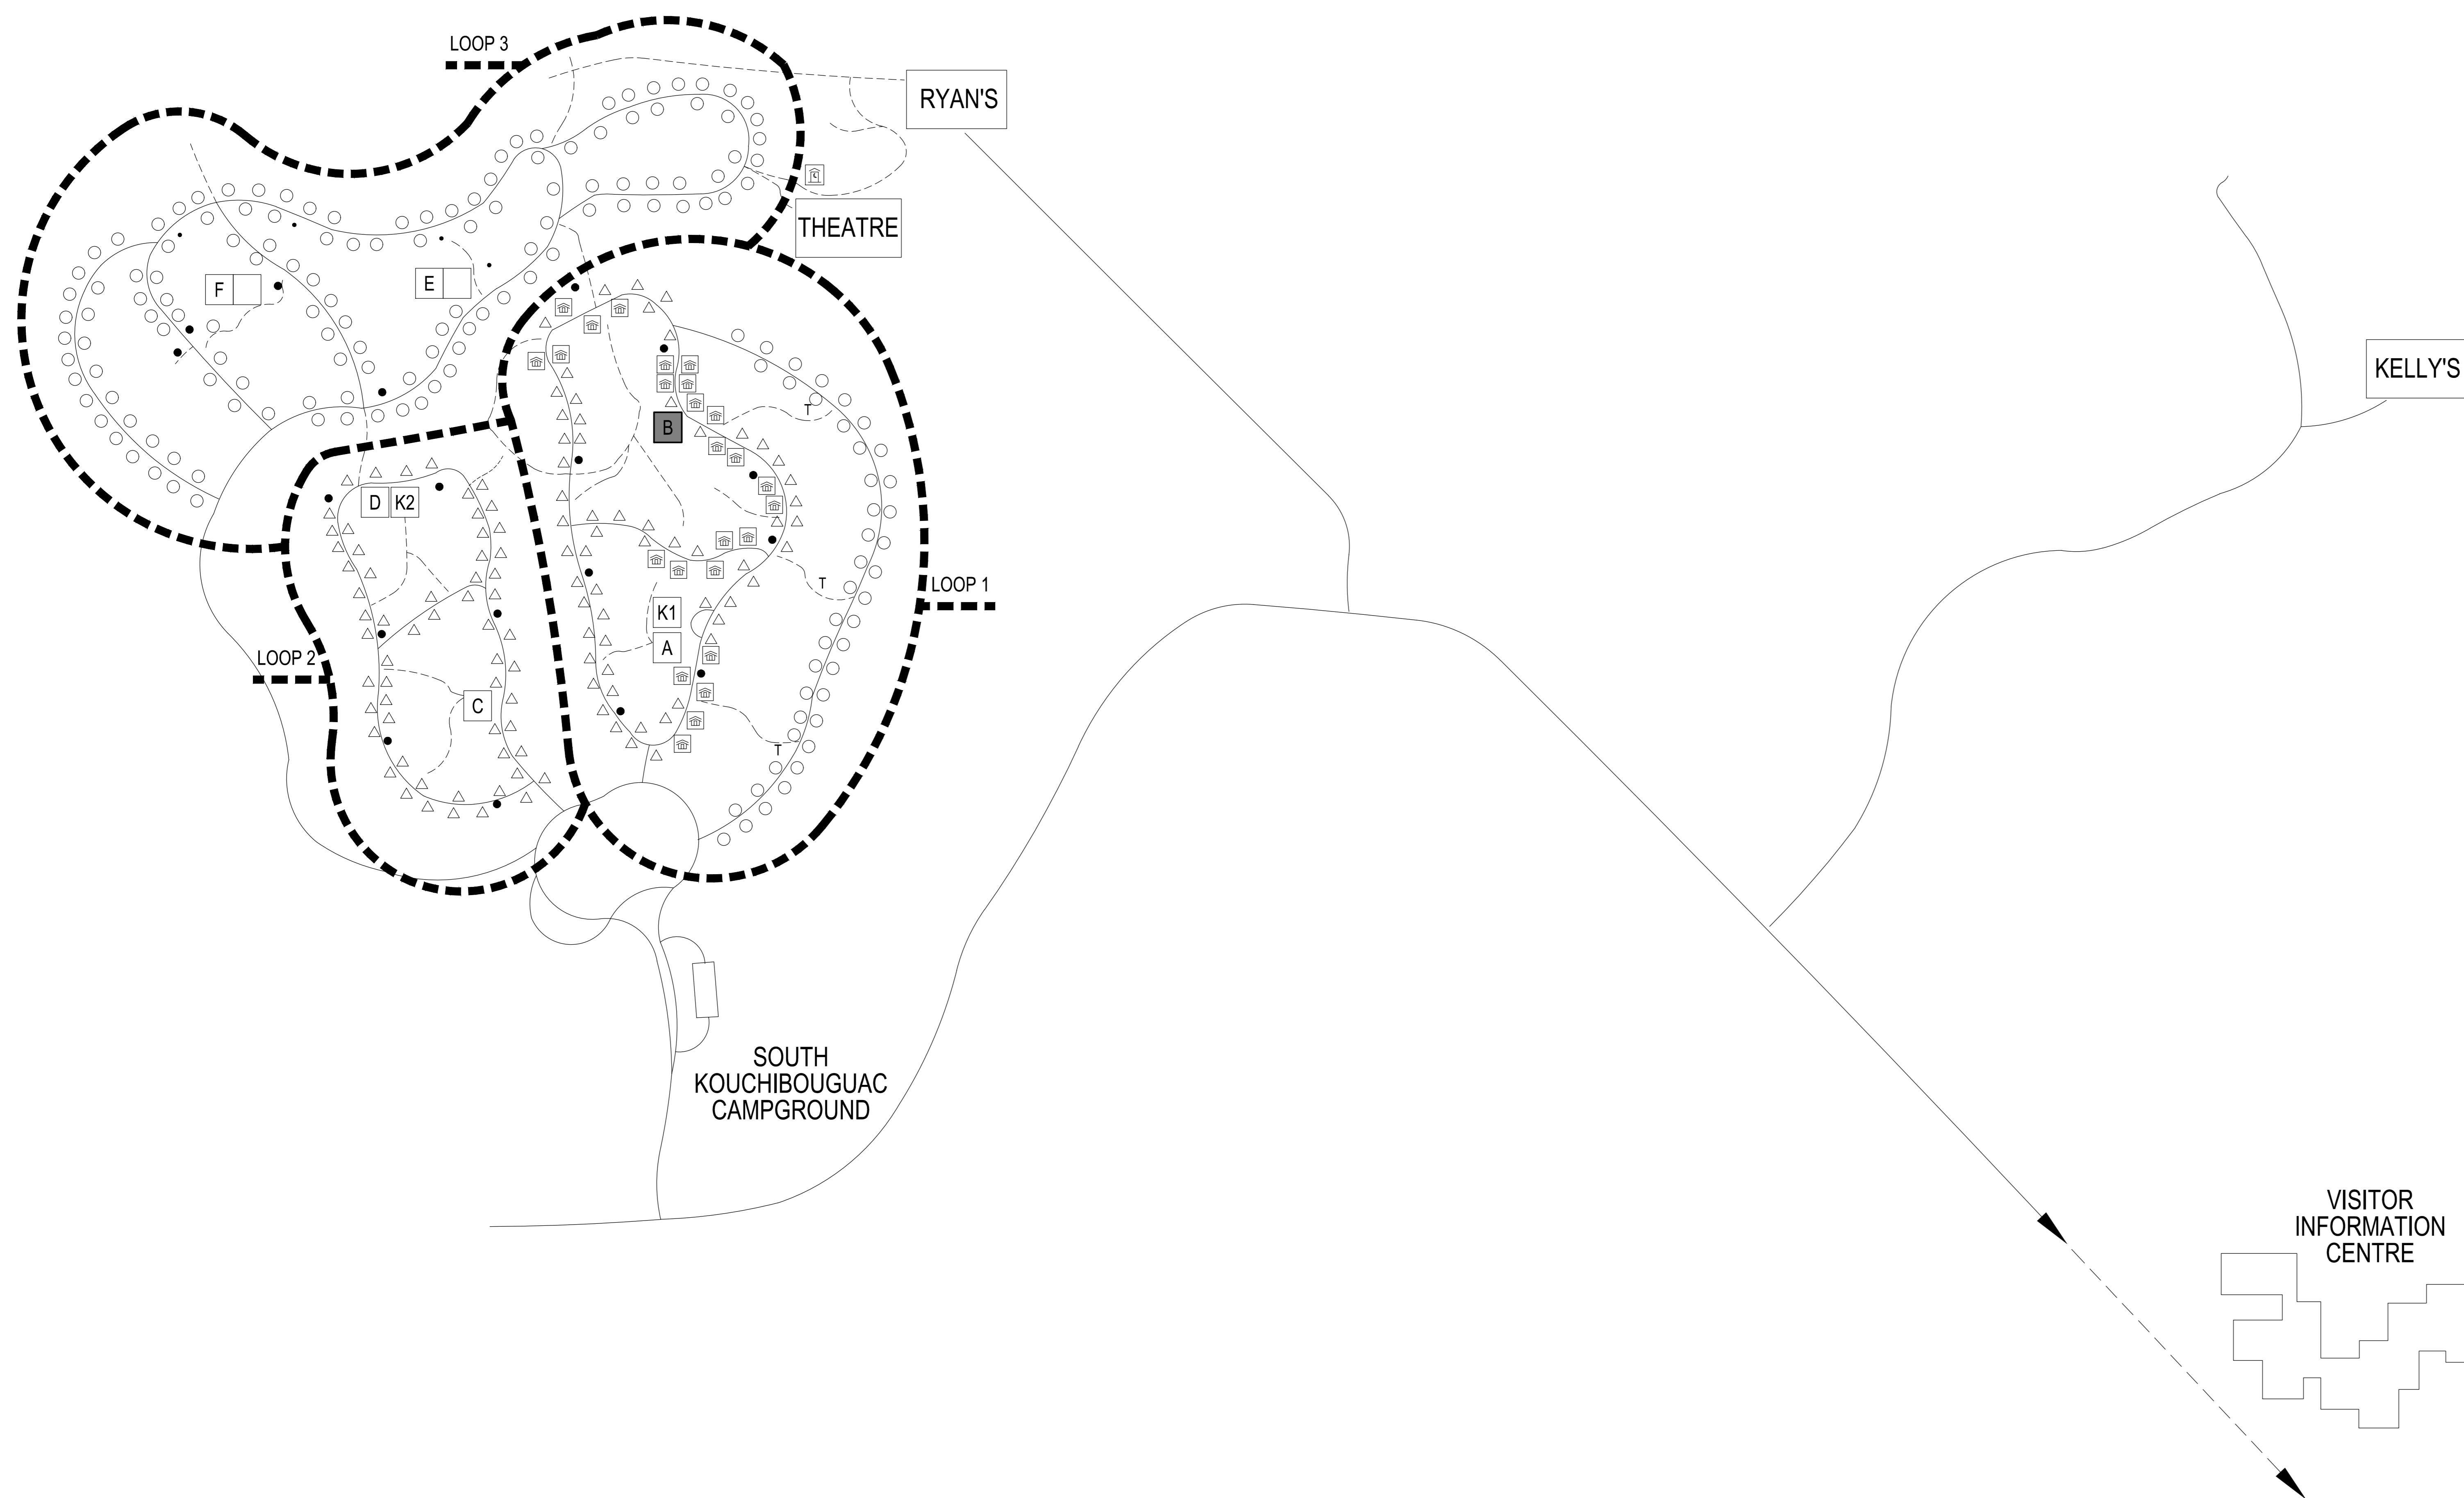 LOOP 3
RYAN'S
THEATRE
F
E
KELLY'S
B
D
K2
T
T
LOOP 1
K1
A
LOOP 2
C
T
SOUTH
KOUCHIBOUGUAC
CAMPGROUND
VISITOR
INFORMATION
CENTRE